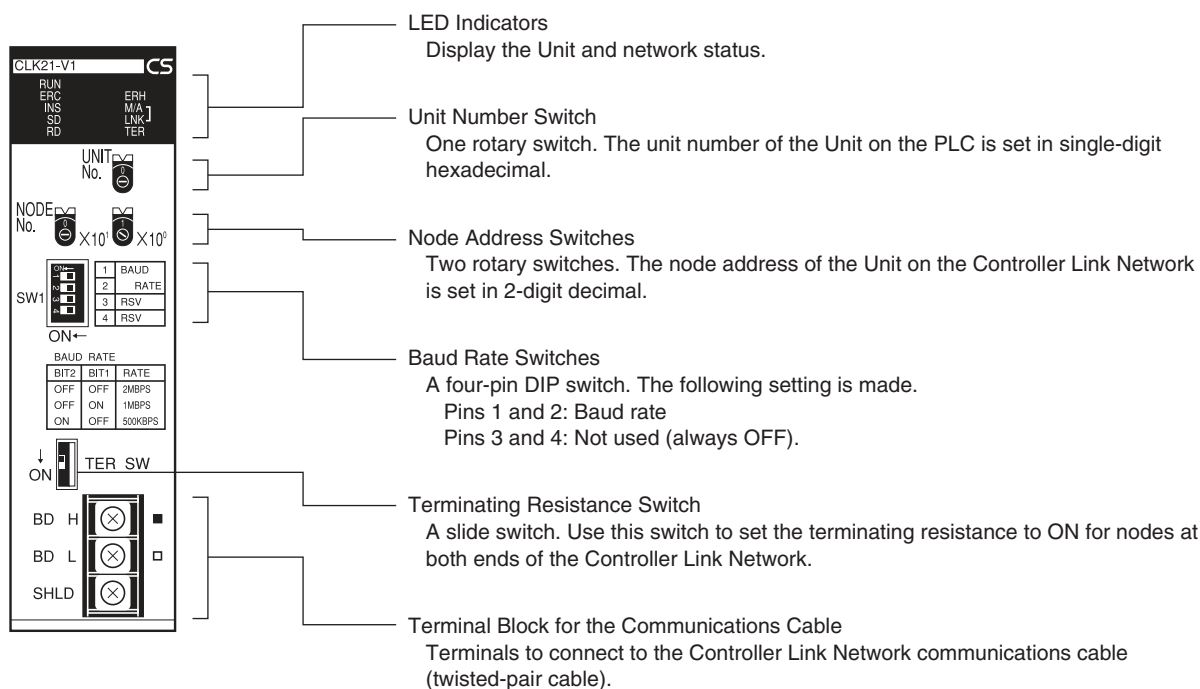 LED Indicators
Display the Unit and network status.
CLK21-V1 CS
RUN
ERC ERH
INS M/A
SD LNK
RD TER
Unit Number Switch
One rotary switch. The unit number of the Unit on the PLC is set in single-digit
hexadecimal.
UNIT
No. 0
NODE
No. 0 X10¹ 1 X10⁰
Node Address Switches
Two rotary switches. The node address of the Unit on the Controller Link Network
is set in 2-digit decimal.
SW1
ON←
1 2 3 4
1 BAUD
2 RATE
3 RSV
4 RSV
ON←
Baud Rate Switches
A four-pin DIP switch. The following setting is made.
Pins 1 and 2: Baud rate
Pins 3 and 4: Not used (always OFF).
BAUD RATE
BIT2 BIT1 RATE
OFF OFF 2MBPS
OFF ON 1MBPS
ON OFF 500KBPS
↓
ON TER SW
Terminating Resistance Switch
A slide switch. Use this switch to set the terminating resistance to ON for nodes at
both ends of the Controller Link Network.
BD H ■
BD L □
SHLD
Terminal Block for the Communications Cable
Terminals to connect to the Controller Link Network communications cable
(twisted-pair cable).